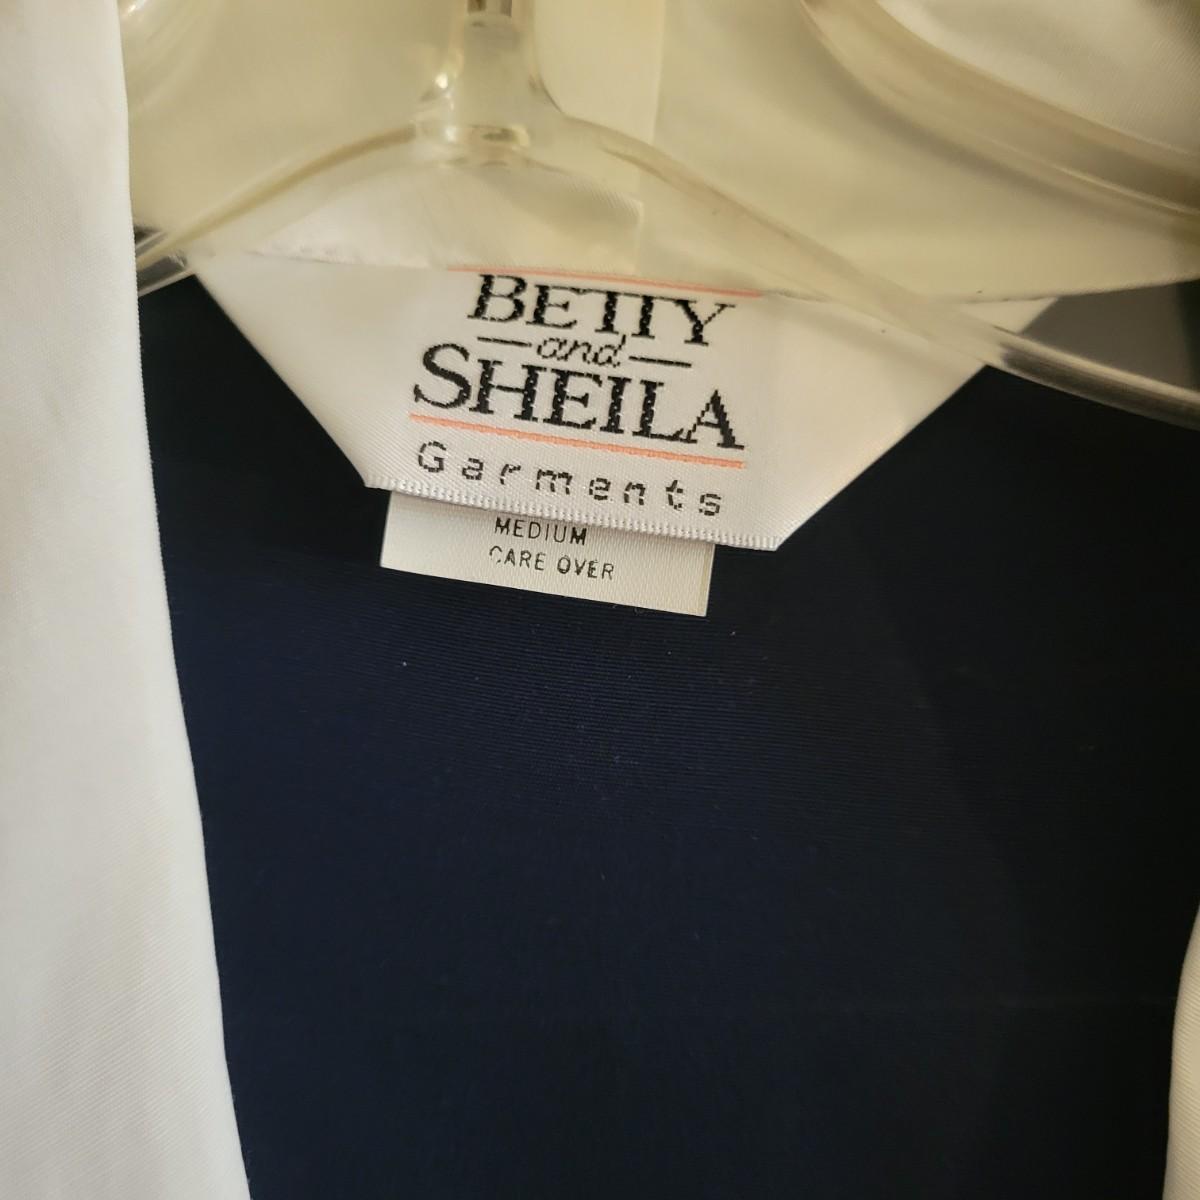 BETTY
and
SHEILA
Garments
MEDIUM
CARE OVER